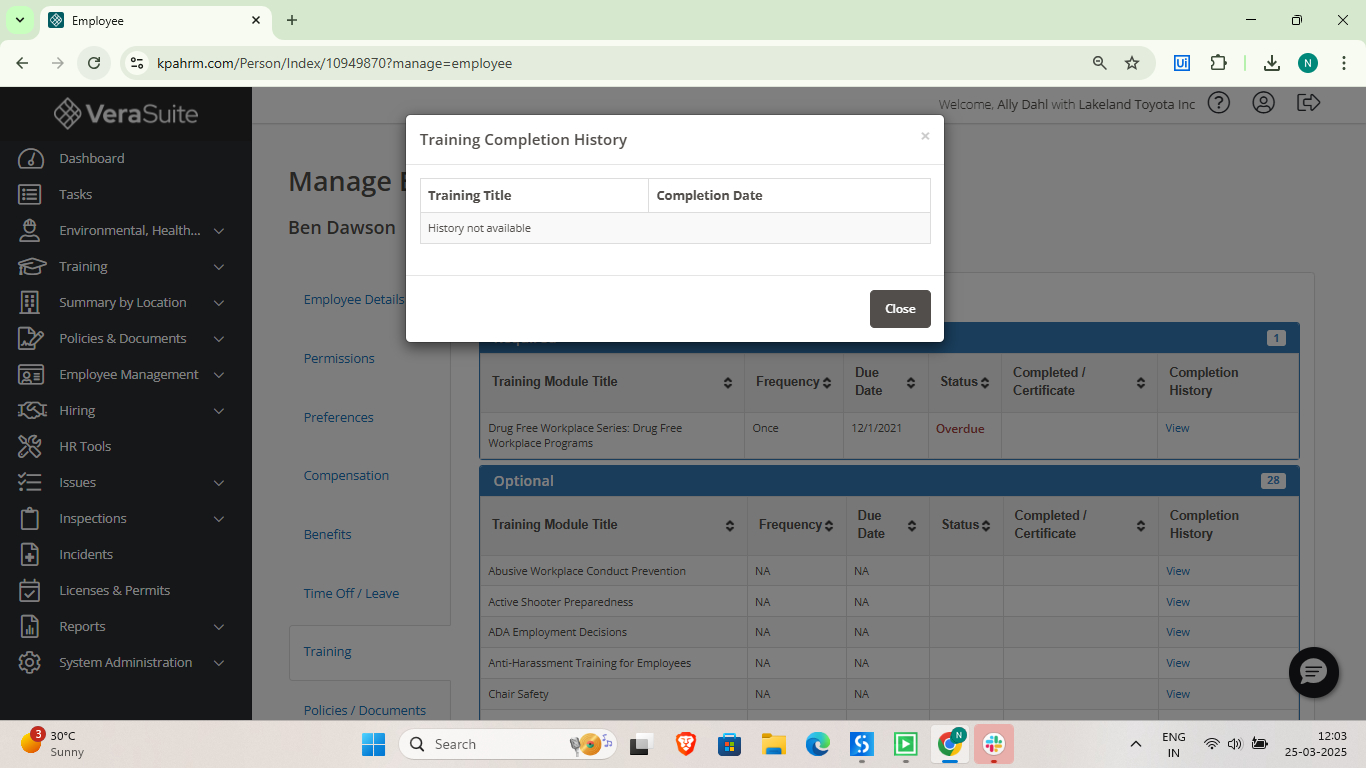 Employee
kpahrm.com/Person/Index/10949870?manage=employee
Ui
N
VeraSuite
Welcome, Ally Dahl with Lakeland Toyota Inc
Dashboard
Tasks
Environmental, Health...
Training
Summary by Location
Policies & Documents
Employee Management
Hiring
HR Tools
Issues
Inspections
Incidents
Licenses & Permits
Reports
System Administration
Manage
Ben Dawson
Employee Details
Permissions
Preferences
Compensation
Benefits
Time Off / Leave
Training
Policies / Documents
Training Completion History
×
Training Title Completion Date
History not available
Close
1
Training Module Title Frequency Due Date Status Completed / Certificate Completion History
Drug Free Workplace Series: Drug Free Once 12/1/2021 Overdue View
Workplace Programs
Optional 28
Training Module Title Frequency Due Date Status Completed / Certificate Completion History
Abusive Workplace Conduct Prevention NA NA View
Active Shooter Preparedness NA NA View
ADA Employment Decisions NA NA View
Anti-Harassment Training for Employees NA NA View
Chair Safety NA NA View
3
30°C
Sunny
Search
N
ENG
IN
12:03
25-03-2025